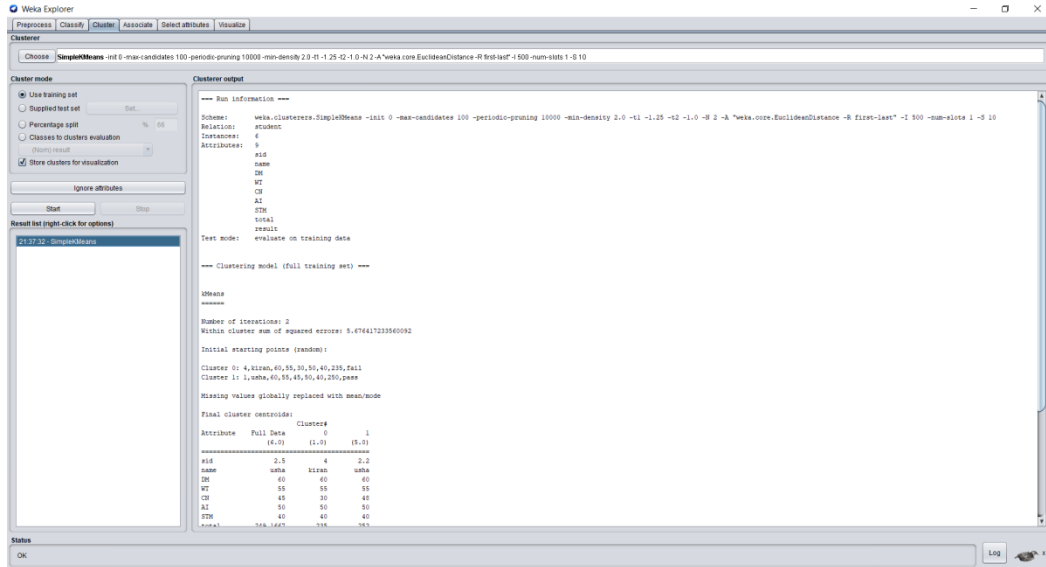 Weka Explorer
Preprocess Classify Cluster Associate Select attributes Visualize
Clusterer
Choose SimpleKMeans -init 0 -max-candidates 100 -periodic-pruning 10000 -min-density 2.0 -t1 -1.25 -t2 -1.0 -N 2 -A "weka.core.EuclideanDistance -R first-last" -I 500 -num-slots 1 -S 10
Cluster mode
Use training set
Supplied test set Set...
Percentage split % 66
Classes to clusters evaluation
(Nom) result
Store clusters for visualization
Ignore attributes
Start Stop
Result list (right-click for options)
21:37:32 - SimpleKMeans
Clusterer output
=== Run information ===
Scheme: weka.clusterers.SimpleKMeans -init 0 -max-candidates 100 -periodic-pruning 10000 -min-density 2.0 -t1 -1.25 -t2 -1.0 -N 2 -A "weka.core.EuclideanDistance -R first-last" -I 500 -num-slots 1 -S 10
Relation: student
Instances: 6
Attributes: 9
sid
name
DM
WT
CN
AI
STM
total
result
Test mode: evaluate on training data
=== Clustering model (full training set) ===
kMeans
======
Number of iterations: 2
Within cluster sum of squared errors: 5.676417233560092
Initial starting points (random):
Cluster 0: 4,kiran,60,55,30,50,40,235,fail
Cluster 1: 1,usha,60,55,45,50,40,250,pass
Missing values globally replaced with mean/mode
Final cluster centroids:
Cluster#
Attribute Full Data 0 1
(6.0) (1.0) (5.0)
==========================================
sid 2.5 4 2.2
name usha kiran usha
DM 60 60 60
WT 55 55 55
CN 45 30 45
AI 50 50 50
STM 40 40 40
total 249.1667 235 252
Status
OK
Log
x